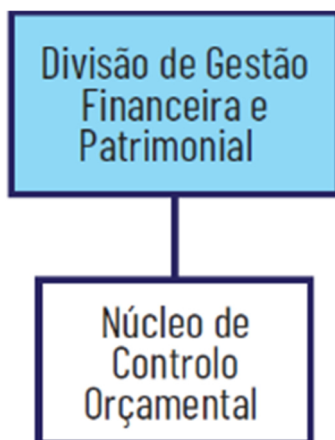 Divisão de Gestão
Financeira e
Patrimonial
Núcleo de
Controlo
Orçamental